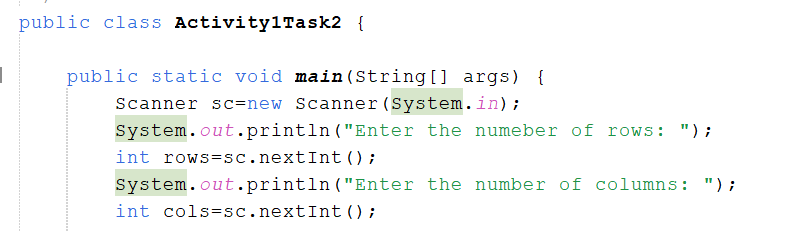 public class Activity1Task2 {
public static void main(String[] args) {
Scanner sc=new Scanner(System.in);
System.out.println("Enter the numeber of rows: ");
int rows=sc.nextInt();
System.out.println("Enter the number of columns: ");
int cols=sc.nextInt();